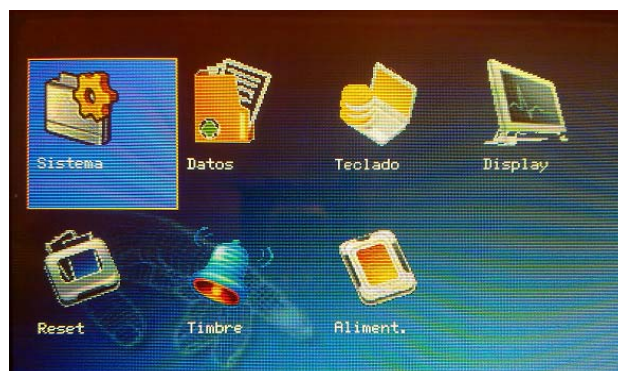 Sistema
Datos
Teclado
Display
Reset
Timbre
Aliment.